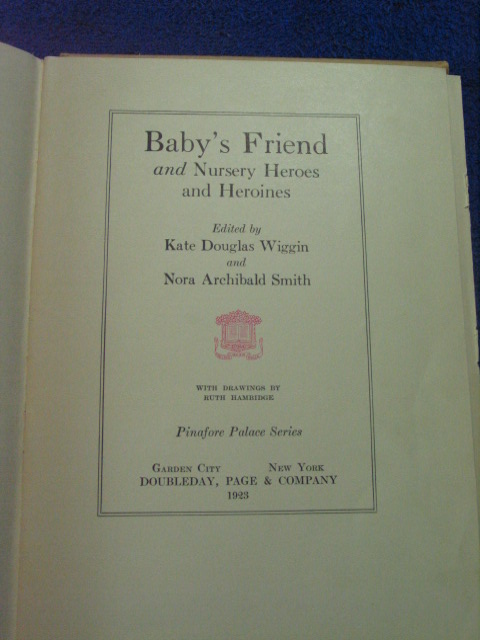 Baby's Friend
and Nursery Heroes
and Heroines
Edited by
Kate Douglas Wiggin
and
Nora Archibald Smith
WITH DRAWINGS BY
RUTH HAMBIDGE
Pinafore Palace Series
GARDEN CITY NEW YORK
DOUBLEDAY, PAGE & COMPANY
1923